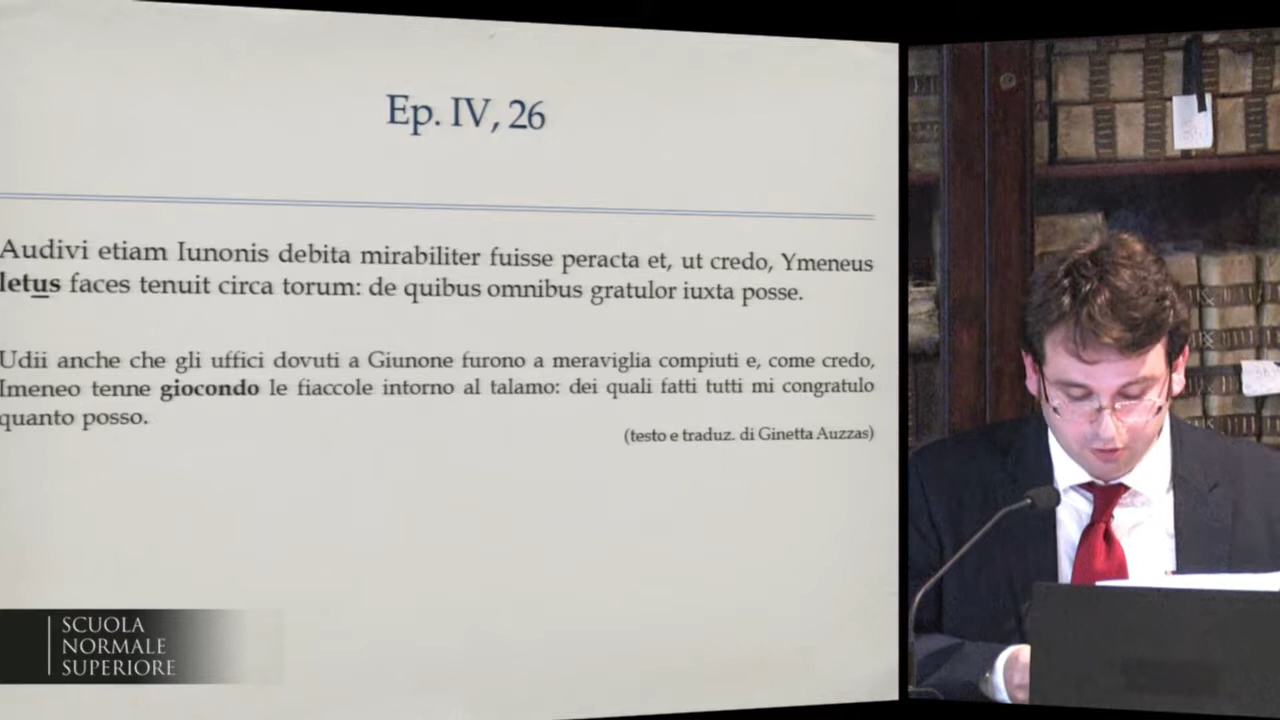 Ep. IV, 26
Audivi etiam Iunonis debita mirabiliter fuisse peracta et, ut credo, Ymeneus
letus faces tenuit circa torum: de quibus omnibus gratulor iuxta posse.
Udii anche che gli uffici dovuti a Giunone furono a meraviglia compiuti e, come credo,
Imeneo tenne giocondo le fiaccole intorno al talamo: dei quali fatti tutti mi congratulo
quanto posso.
(testo e traduz. di Ginetta Auzzas)
SCUOLA
NORMALE
SUPERIORE